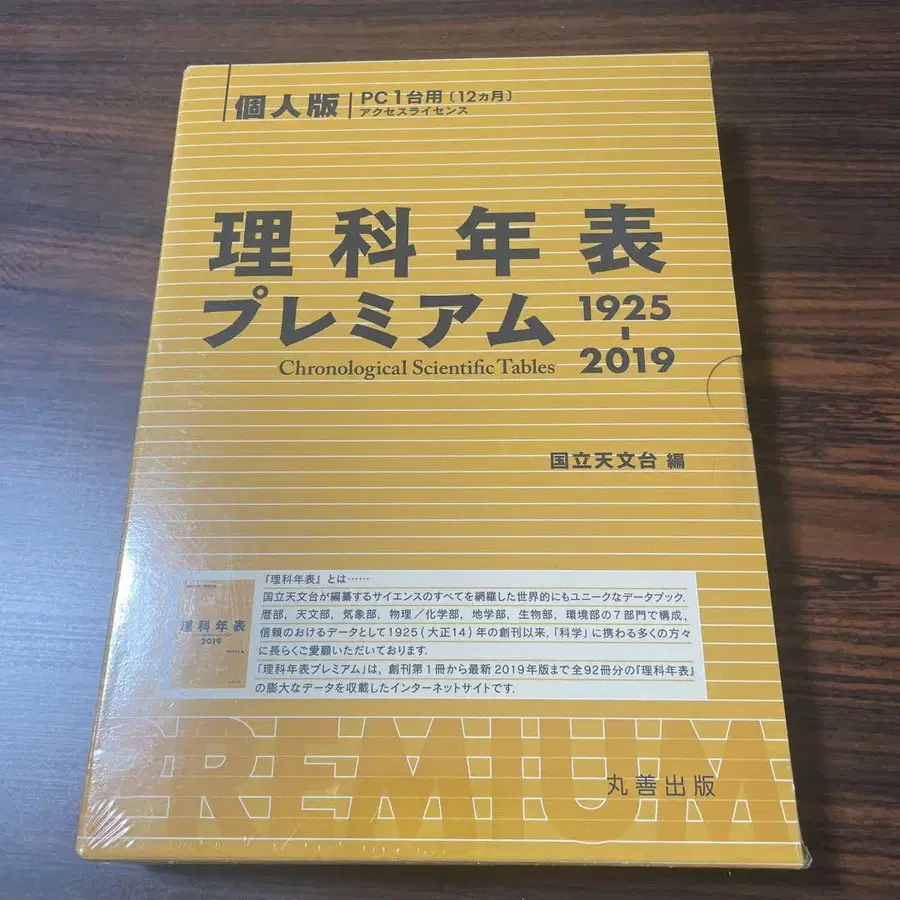 個人版
PC1台用〔12ヵ月〕
アクセスライセンス
理科年表
プレミアム
1925
-
2019
Chronological Scientific Tables
国立天文台 編
『理科年表』とは……
国立天文台が編纂するサイエンスのすべてを網羅した世界的にもユニークなデータブック.
暦部, 天文部, 気象部, 物理/化学部, 地学部, 生物部, 環境部の7部門で構成,
信頼のおけるデータとして1925(大正14)年の創刊以来,「科学」に携わる多くの方々
に長らくご愛顧いただいております.
「理科年表プレミアム」は, 創刊第1冊から最新2019年版まで全92冊分の『理科年表』
の膨大なデータを収載したインターネットサイトです.
理科年表
2019
PREMIUM
丸善出版